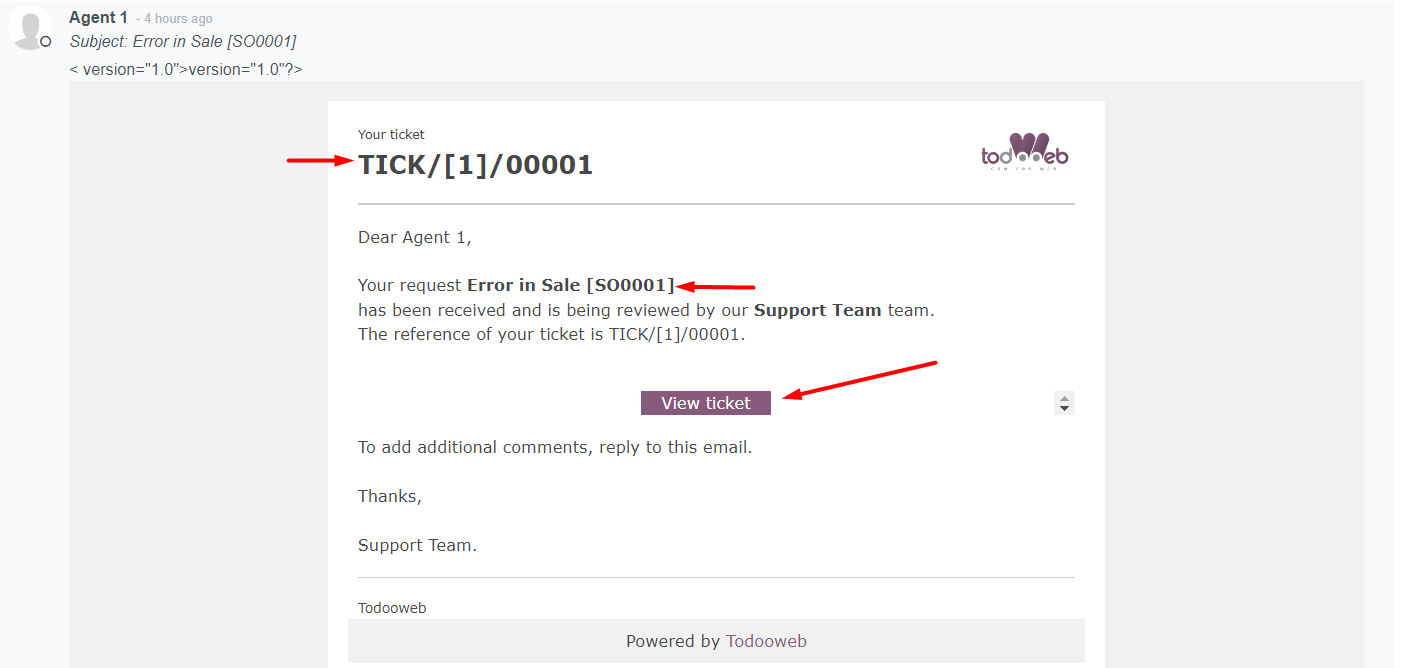 Agent 1 - 4 hours ago
Subject: Error in Sale [SO0001]
< version="1.0">version="1.0"?>
Your ticket
TICK/[1]/00001
todooweb
Dear Agent 1,
Your request Error in Sale [SO0001]
has been received and is being reviewed by our Support Team team.
The reference of your ticket is TICK/[1]/00001.
View ticket
To add additional comments, reply to this email.
Thanks,
Support Team.
Todooweb
Powered by Todooweb